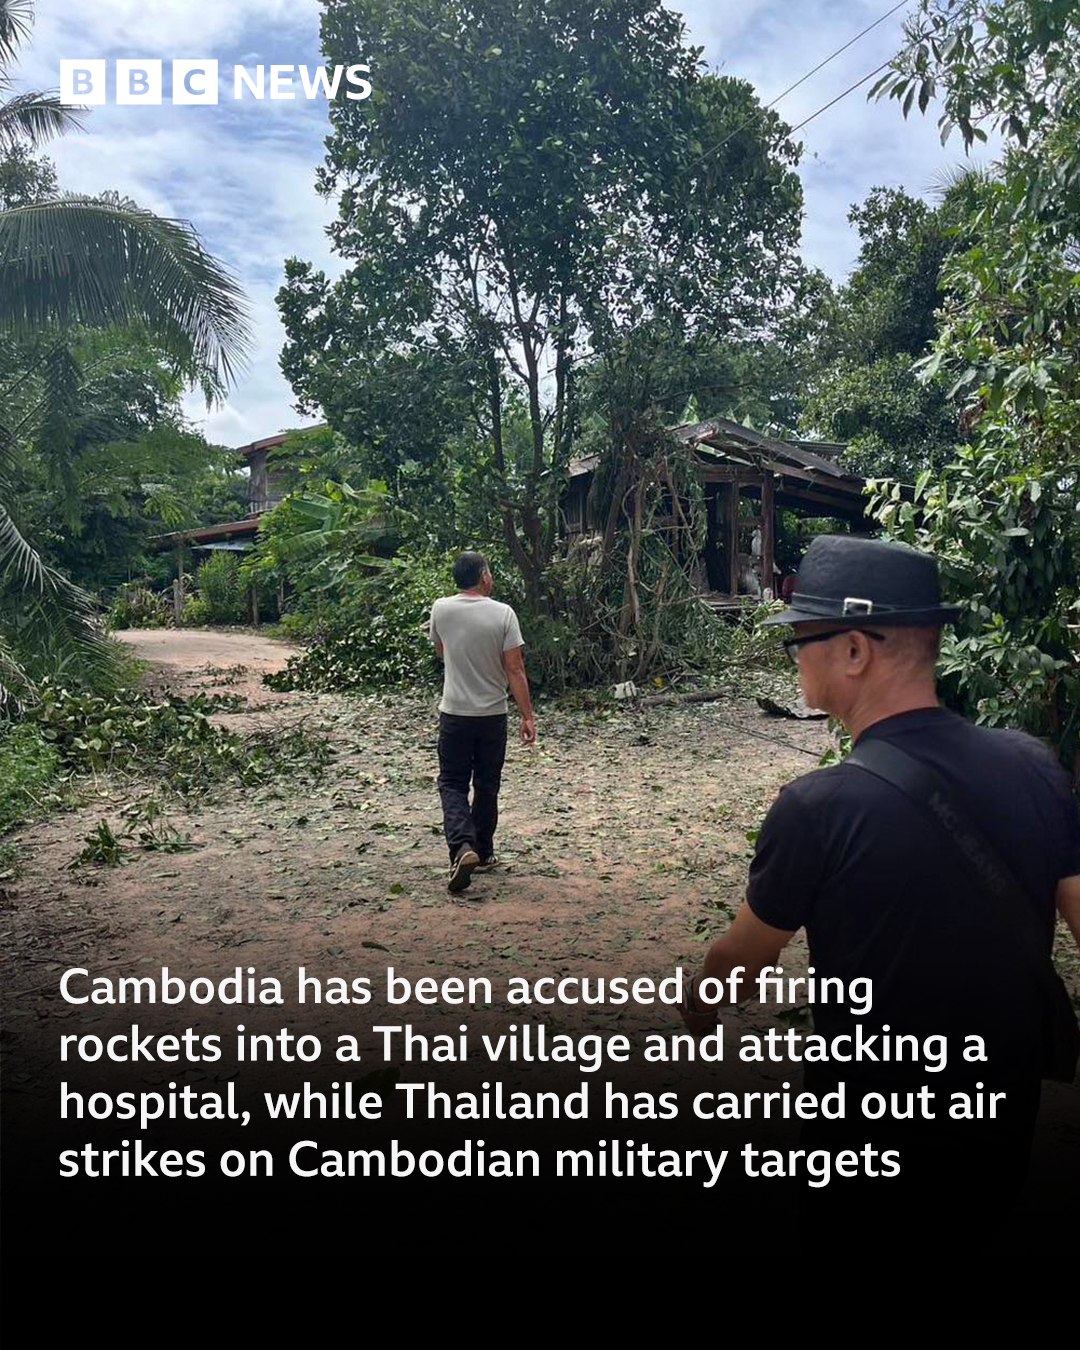 BBC NEWS
Cambodia has been accused of firing
rockets into a Thai village and attacking a
hospital, while Thailand has carried out air
strikes on Cambodian military targets